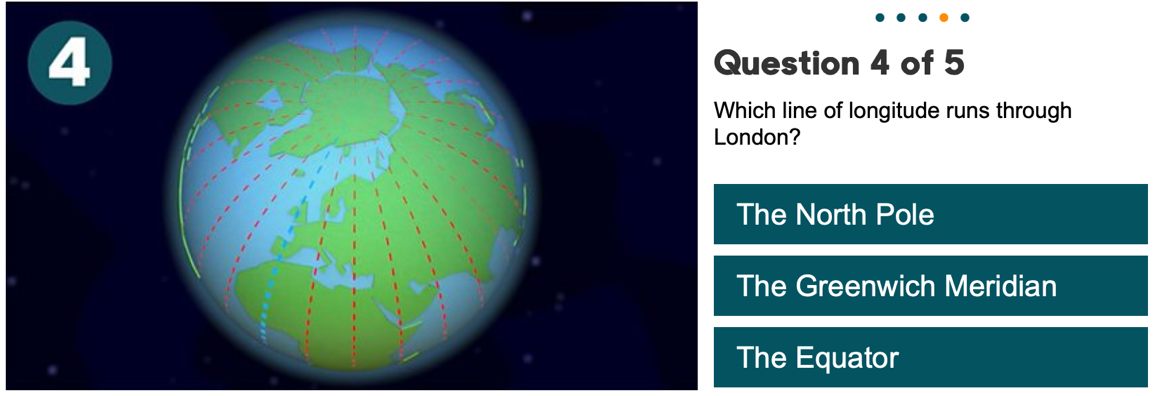 4
Question 4 of 5
Which line of longitude runs through
London?
The North Pole
The Greenwich Meridian
The Equator